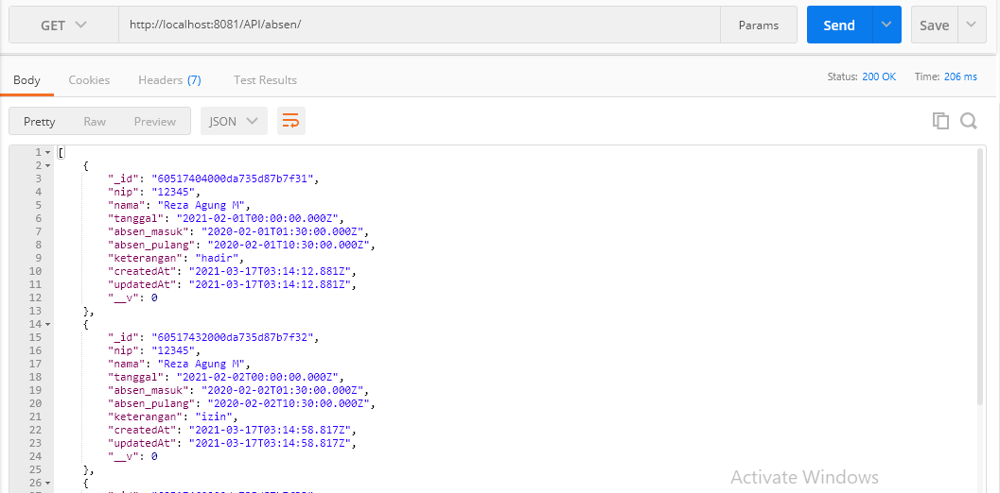 GET http://localhost:8081/API/absen/ Params Send Save
Body Cookies Headers (7) Test Results Status: 200 OK Time: 206 ms
Pretty Raw Preview JSON
1 [
2 {
3 "_id": "60517404000da735d87b7f31",
4 "nip": "12345",
5 "nama": "Reza Agung M",
6 "tanggal": "2021-02-01T00:00:00.000Z",
7 "absen_masuk": "2020-02-01T01:30:00.000Z",
8 "absen_pulang": "2020-02-01T10:30:00.000Z",
9 "keterangan": "hadir",
10 "createdAt": "2021-03-17T03:14:12.881Z",
11 "updatedAt": "2021-03-17T03:14:12.881Z",
12 "__v": 0
13 },
14 {
15 "_id": "60517432000da735d87b7f32",
16 "nip": "12345",
17 "nama": "Reza Agung M",
18 "tanggal": "2021-02-02T00:00:00.000Z",
19 "absen_masuk": "2020-02-02T01:30:00.000Z",
20 "absen_pulang": "2020-02-02T10:30:00.000Z",
21 "keterangan": "izin",
22 "createdAt": "2021-03-17T03:14:58.817Z",
23 "updatedAt": "2021-03-17T03:14:58.817Z",
24 "__v": 0
25 },
26 {
Activate Windows